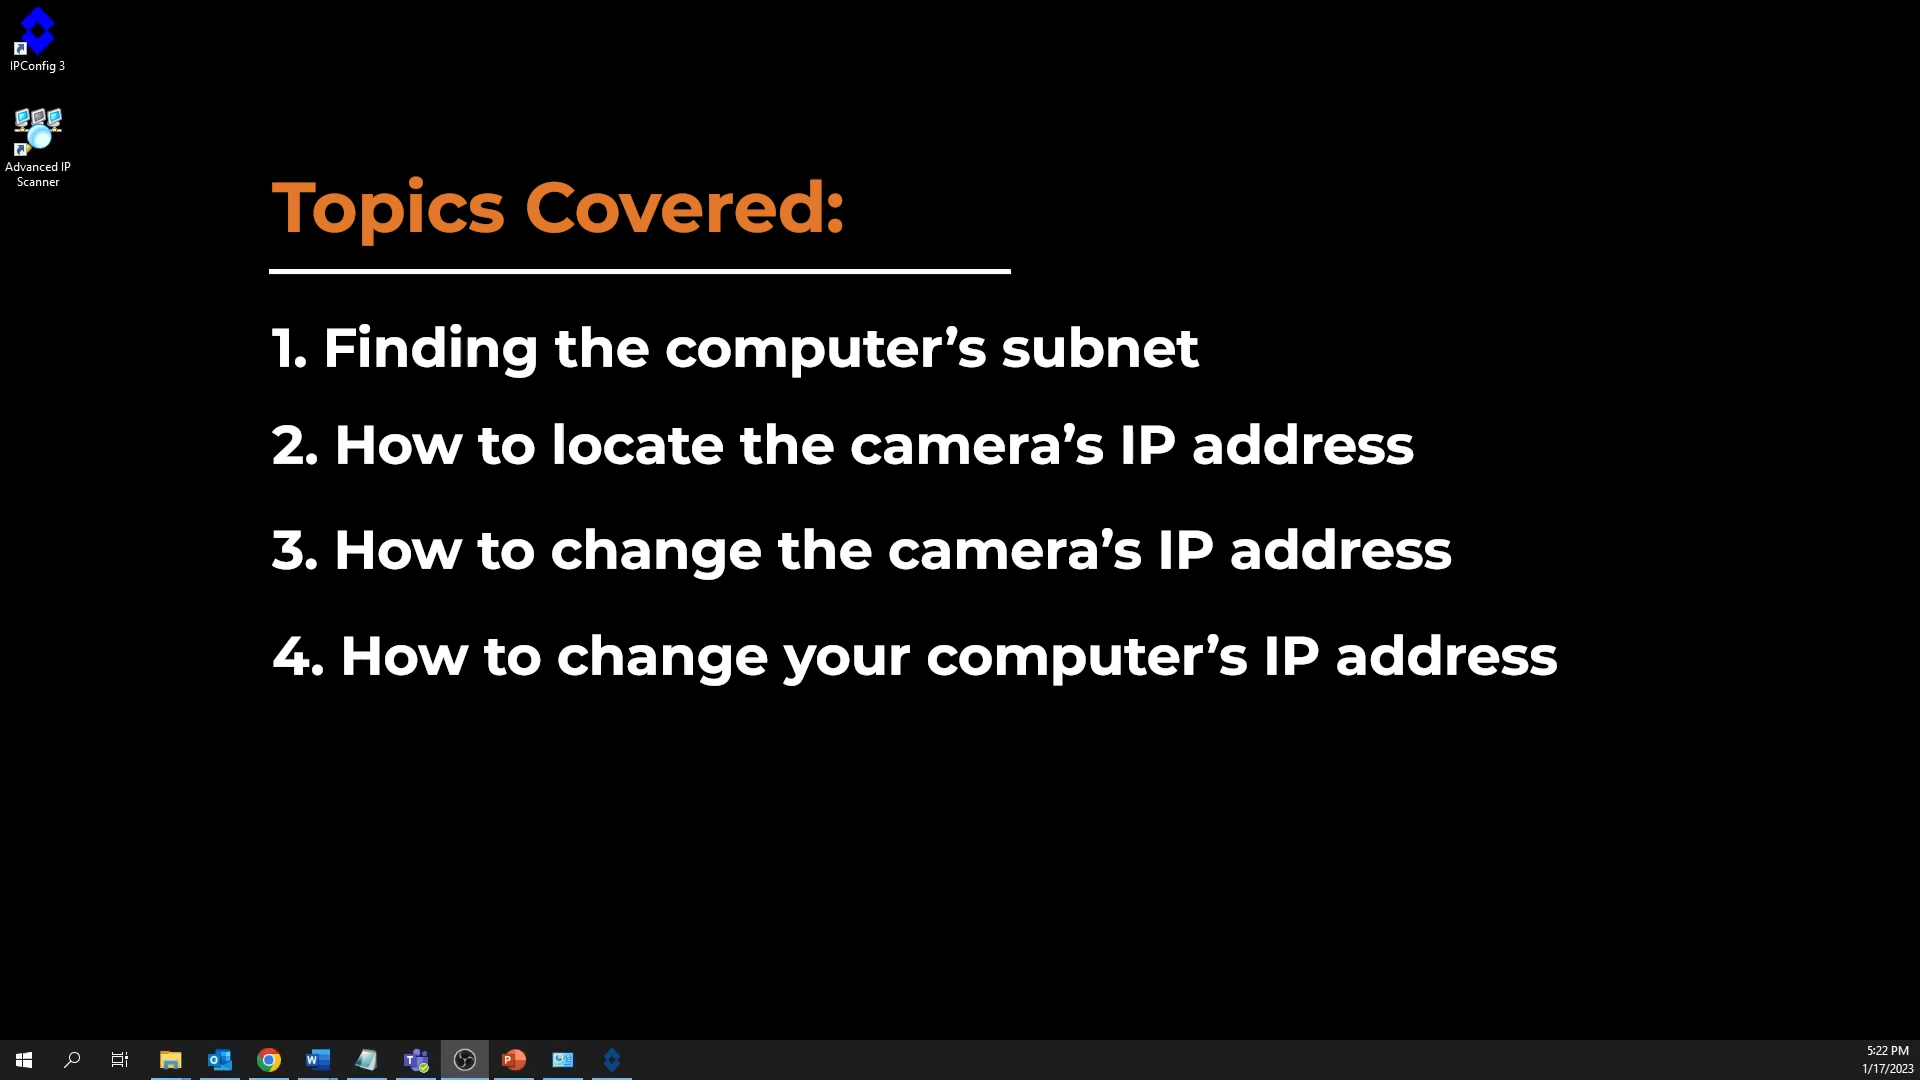 IPConfig 3
Advanced IP
Scanner
Topics Covered:
1. Finding the computer’s subnet
2. How to locate the camera’s IP address
3. How to change the camera’s IP address
4. How to change your computer’s IP address
5:22 PM
1/17/2023